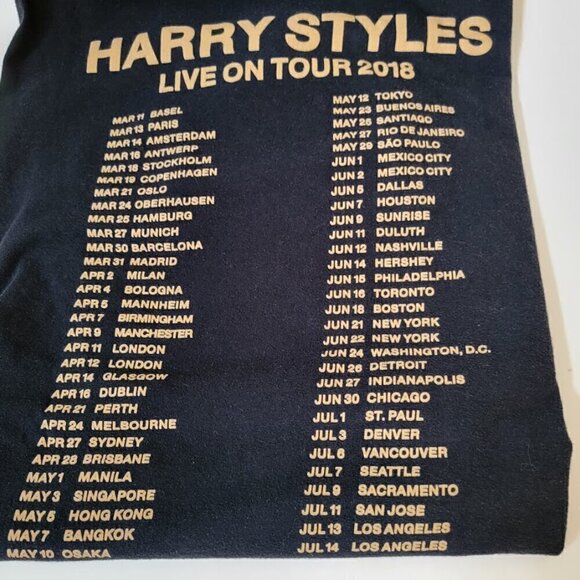 HARRY STYLES
LIVE ON TOUR 2018
MAR 11 BASEL
MAR 13 PARIS
MAR 14 AMSTERDAM
MAR 16 ANTWERP
MAR 18 STOCKHOLM
MAR 19 COPENHAGEN
MAR 21 OSLO
MAR 24 OBERHAUSEN
MAR 25 HAMBURG
MAR 27 MUNICH
MAR 30 BARCELONA
MAR 31 MADRID
APR 2 MILAN
APR 4 BOLOGNA
APR 5 MANNHEIM
APR 7 BIRMINGHAM
APR 9 MANCHESTER
APR 11 LONDON
APR 12 LONDON
APR 14 GLASGOW
APR 16 DUBLIN
APR 21 PERTH
APR 24 MELBOURNE
APR 27 SYDNEY
APR 28 BRISBANE
MAY 1 MANILA
MAY 3 SINGAPORE
MAY 5 HONG KONG
MAY 7 BANGKOK
MAY 10 OSAKA
MAY 12 TOKYO
MAY 23 BUENOS AIRES
MAY 25 SANTIAGO
MAY 27 RIO DE JANEIRO
MAY 29 SÃO PAULO
JUN 1 MEXICO CITY
JUN 2 MEXICO CITY
JUN 5 DALLAS
JUN 7 HOUSTON
JUN 9 SUNRISE
JUN 11 DULUTH
JUN 12 NASHVILLE
JUN 14 HERSHEY
JUN 15 PHILADELPHIA
JUN 16 TORONTO
JUN 18 BOSTON
JUN 21 NEW YORK
JUN 22 NEW YORK
JUN 24 WASHINGTON, D.C.
JUN 26 DETROIT
JUN 27 INDIANAPOLIS
JUN 30 CHICAGO
JUL 1 ST. PAUL
JUL 3 DENVER
JUL 6 VANCOUVER
JUL 7 SEATTLE
JUL 9 SACRAMENTO
JUL 11 SAN JOSE
JUL 13 LOS ANGELES
JUL 14 LOS ANGELES